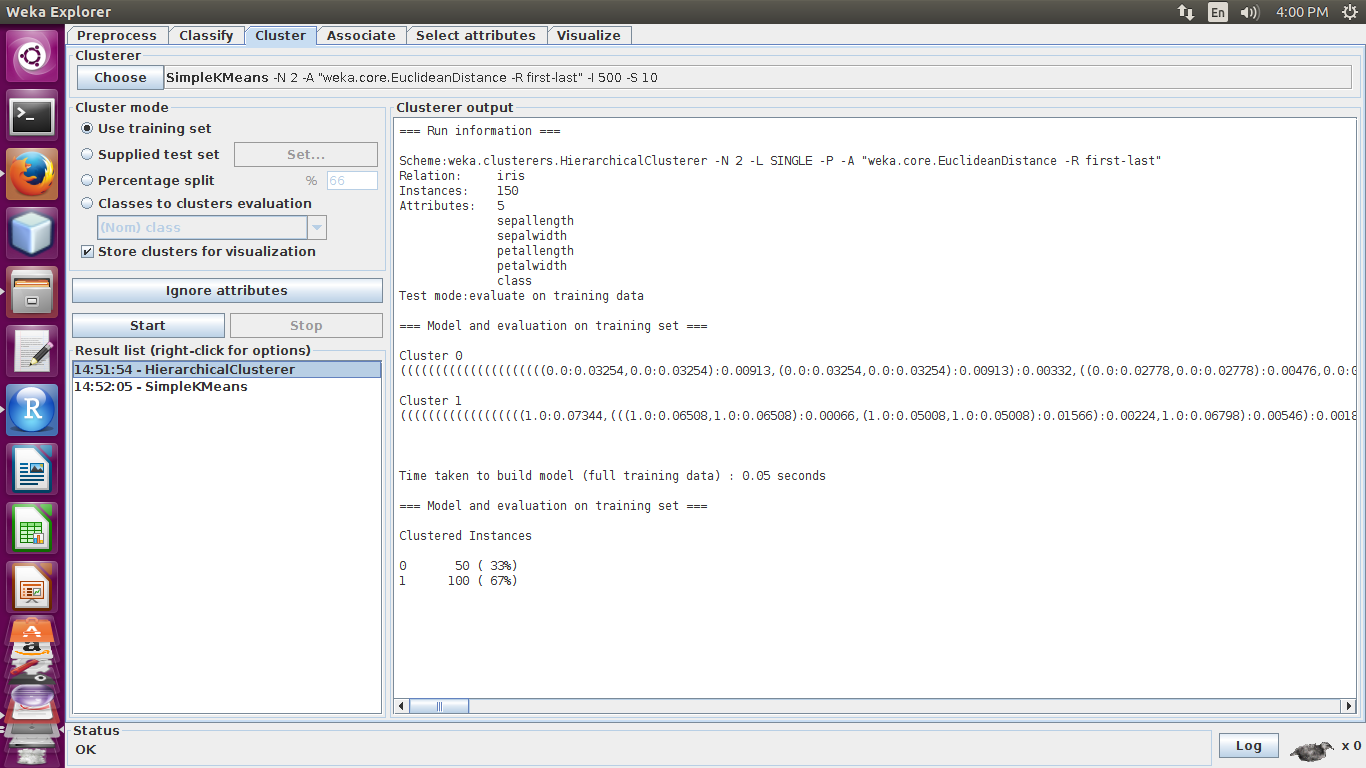 Weka Explorer
En
4:00 PM
Preprocess
Classify
Cluster
Associate
Select attributes
Visualize
Clusterer
Choose
SimpleKMeans -N 2 -A "weka.core.EuclideanDistance -R first-last" -I 500 -S 10
Cluster mode
Use training set
Supplied test set
Set...
Percentage split
%
66
Classes to clusters evaluation
(Nom) class
Store clusters for visualization
Ignore attributes
Start
Stop
Result list (right-click for options)
14:51:54 - HierarchicalClusterer
14:52:05 - SimpleKMeans
Clusterer output
=== Run information ===
Scheme:weka.clusterers.HierarchicalClusterer -N 2 -L SINGLE -P -A "weka.core.EuclideanDistance -R first-last"
Relation: iris
Instances: 150
Attributes: 5
sepallength
sepalwidth
petallength
petalwidth
class
Test mode:evaluate on training data
=== Model and evaluation on training set ===
Cluster 0
(((((((((((((((((((((0.0:0.03254,0.0:0.03254):0.00913,(0.0:0.03254,0.0:0.03254):0.00913):0.00332,((0.0:0.02778,0.0:0.02778):0.00476,0.0:0
Cluster 1
((((((((((((((((((1.0:0.07344,(((1.0:0.06508,1.0:0.06508):0.00066,(1.0:0.05008,1.0:0.05008):0.01566):0.00224,1.0:0.06798):0.00546):0.0018
Time taken to build model (full training data) : 0.05 seconds
=== Model and evaluation on training set ===
Clustered Instances
0 50 ( 33%)
1 100 ( 67%)
Status
OK
Log
x 0